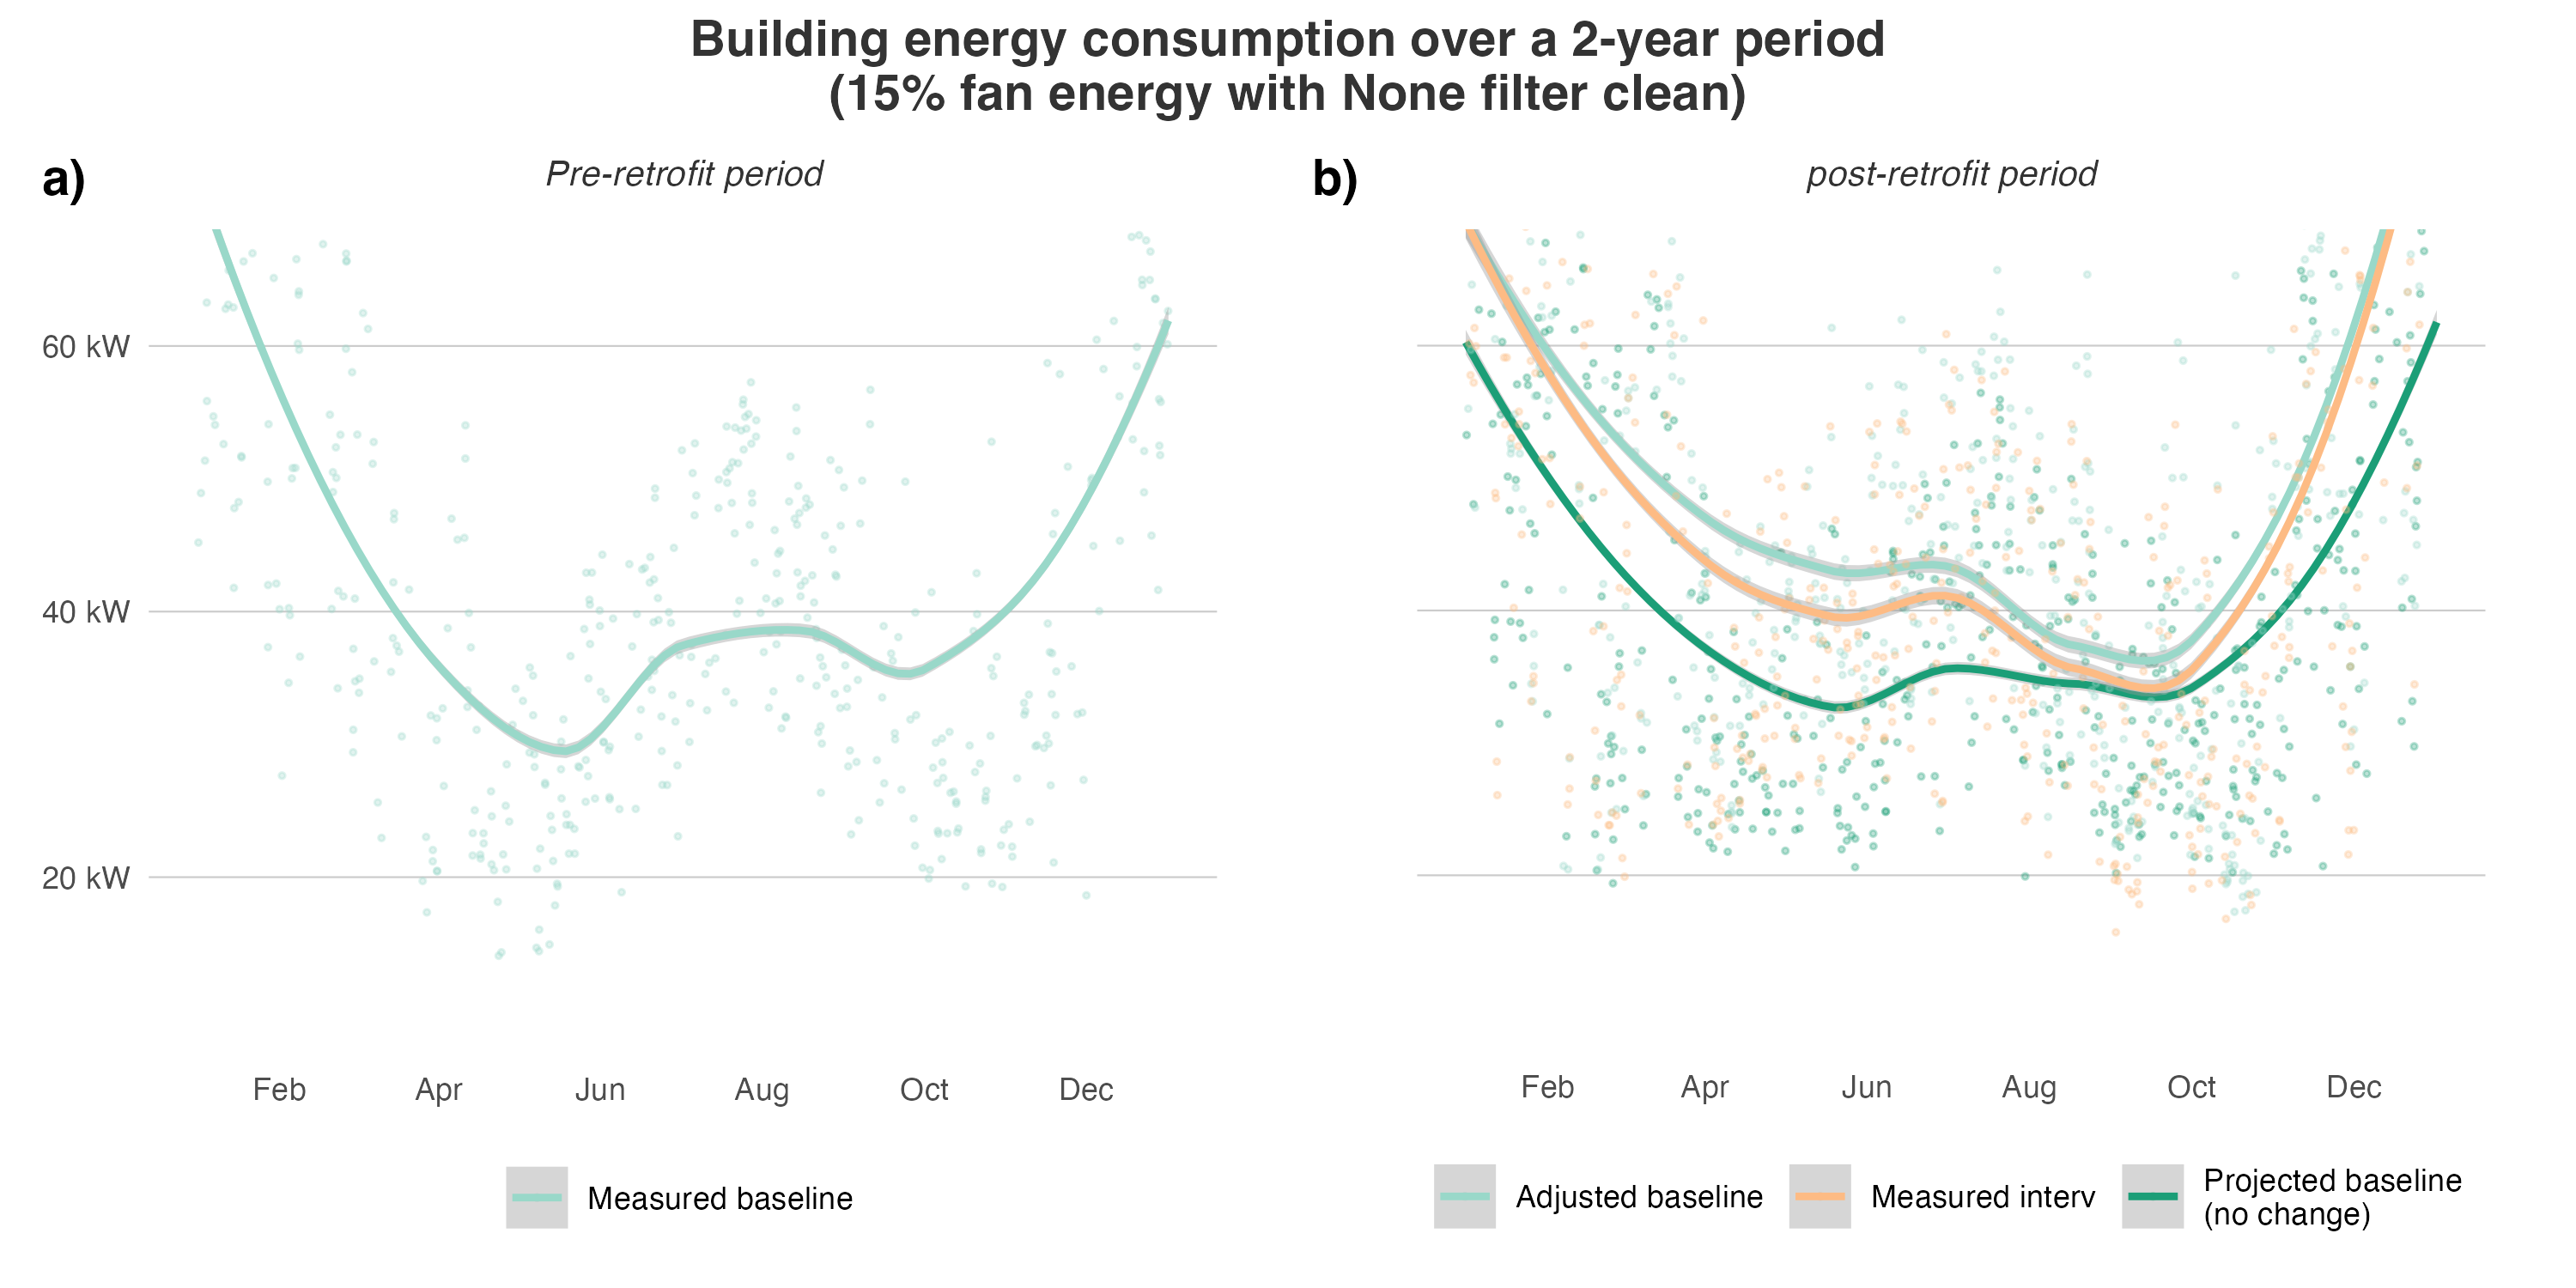 Building energy consumption over a 2-year period
(15% fan energy with None filter clean)
a)
Pre-retrofit period
60 kW
40 kW
20 kW
Feb Apr Jun Aug Oct Dec
Measured baseline
b)
post-retrofit period
Feb Apr Jun Aug Oct Dec
Adjusted baseline
Measured interv
Projected baseline
(no change)